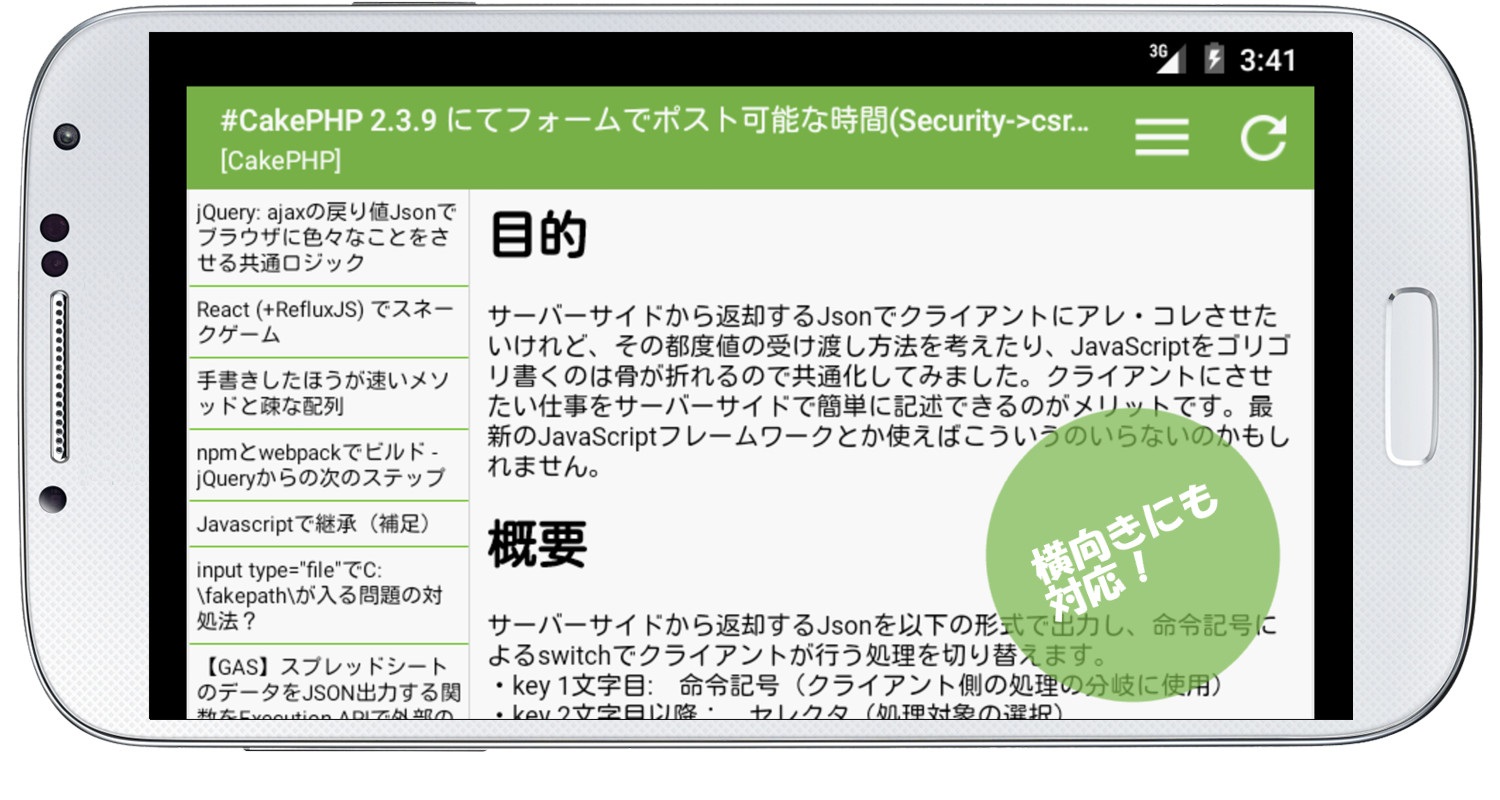 3G 3:41
#CakePHP 2.3.9 にてフォームでポスト可能な時間(Security->csr...
[CakePHP]
jQuery: ajaxの戻り値Jsonで
ブラウザに色々なことをさ
せる共通ロジック
React (+RefluxJS) でスネー
クゲーム
手書きしたほうが速いメソ
ッドと疎な配列
npmとwebpackでビルド -
jQueryからの次のステップ
Javascriptで継承（補足）
input type="file"でC:
\fakepath\が入る問題の対
処法？
【GAS】スプレッドシート
のデータをJSON出力する関
数をExecution APIで外部の
目的
サーバーサイドから返却するJsonでクライアントにアレ・コレさせた
いけれど、その都度値の受け渡し方法を考えたり、JavaScriptをゴリゴ
リ書くのは骨が折れるので共通化してみました。クライアントにさせ
たい仕事をサーバーサイドで簡単に記述できるのがメリットです。最
新のJavaScriptフレームワークとか使えばこういうのいらないのかもし
れません。
概要
サーバーサイドから返却するJsonを以下の形式で出力し、命令記号に
よるswitchでクライアントが行う処理を切り替えます。
・key 1文字目:　命令記号（クライアント側の処理の分岐に使用）
・key 2文字目以降：　セレクタ（処理対象の選択）
横向きにも
対応！